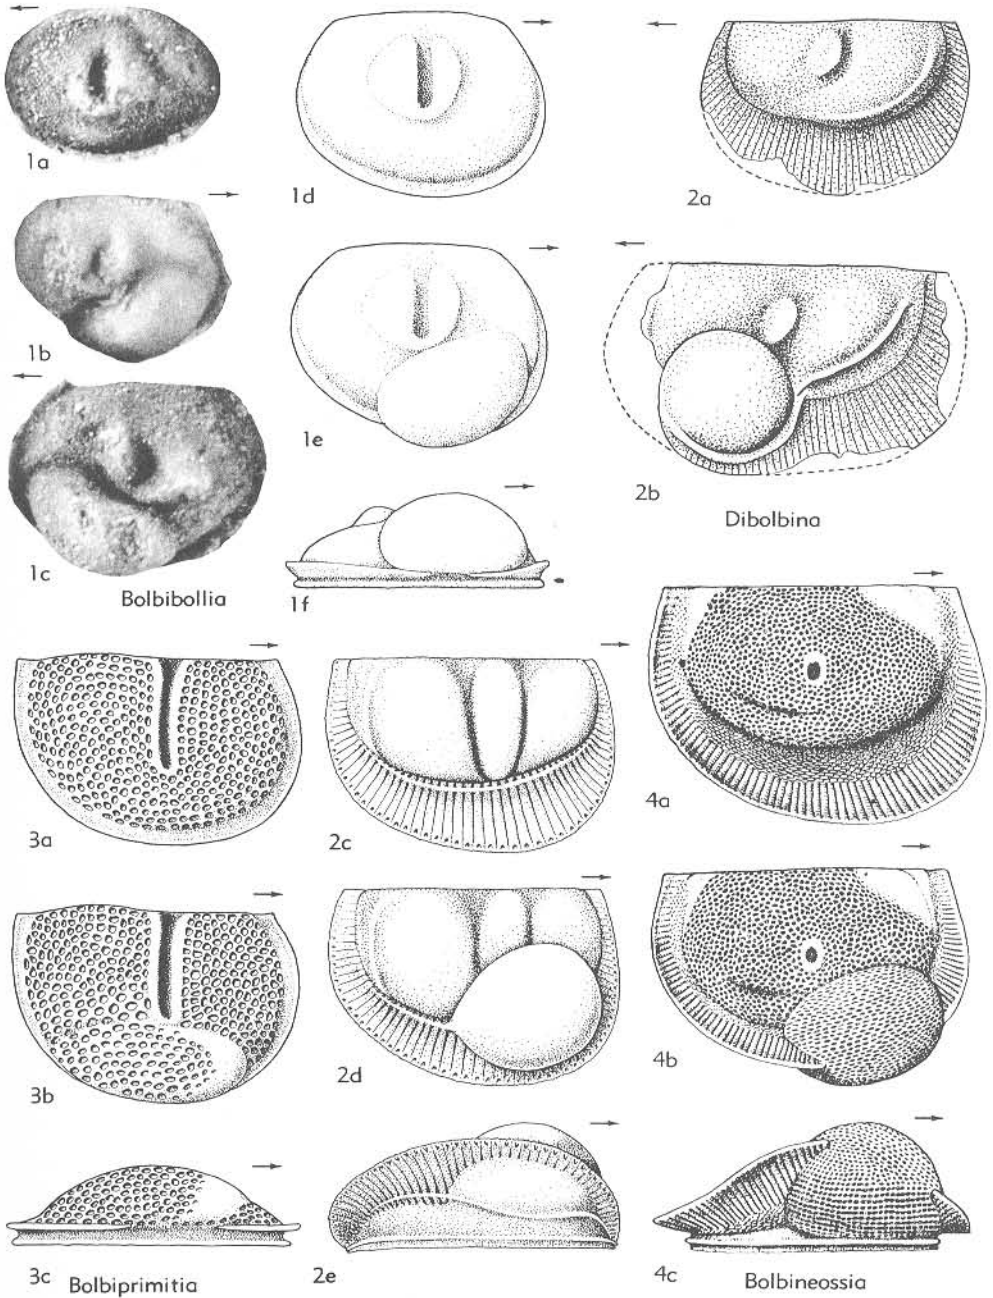 1a
1d
2a
1b
1e
2b
Dibolbina
1c
Bolbibollia
1f
3a
2c
4a
3b
2d
4b
3c
Bolbiprimitia
2e
4c
Bolbineossia